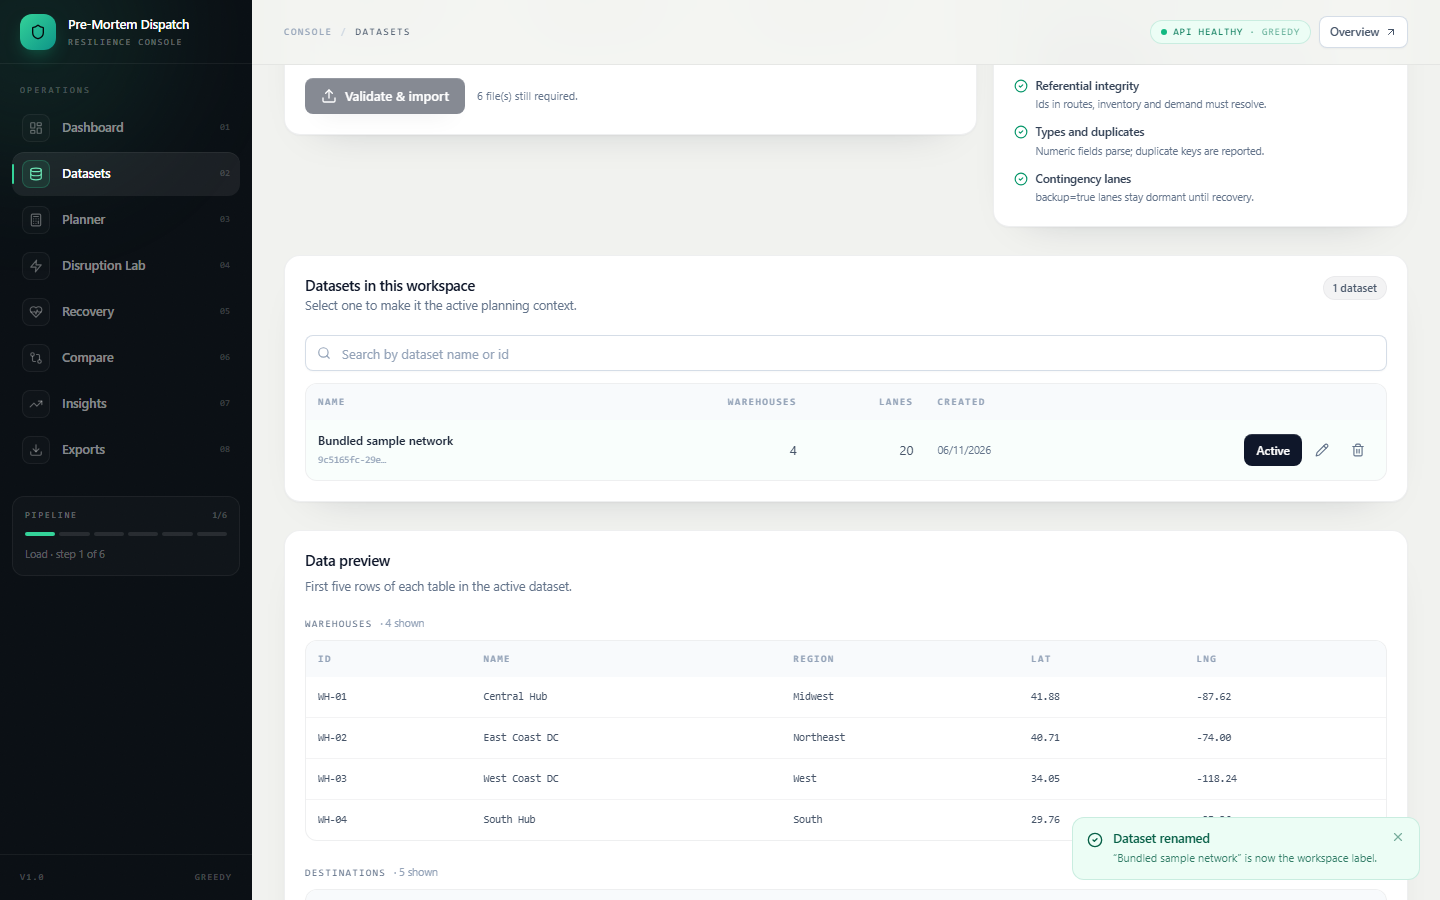 Pre-Mortem Dispatch
RESILIENCE CONSOLE
OPERATIONS
Dashboard 01
Datasets 02
Planner 03
Disruption Lab 04
Recovery 05
Compare 06
Insights 07
Exports 08
PIPELINE 1/6
Load · step 1 of 6
V1.0 GREEDY
CONSOLE / DATASETS
API HEALTHY · GREEDY
Overview
Validate & import 6 file(s) still required.
Referential integrity
Ids in routes, inventory and demand must resolve.
Types and duplicates
Numeric fields parse; duplicate keys are reported.
Contingency lanes
backup=true lanes stay dormant until recovery.
Datasets in this workspace
Select one to make it the active planning context.
1 dataset
Search by dataset name or id
NAME WAREHOUSES LANES CREATED
Bundled sample network
9c5165fc-29e…
4 20 06/11/2026 Active
Data preview
First five rows of each table in the active dataset.
WAREHOUSES · 4 shown
ID NAME REGION LAT LNG
WH-01 Central Hub Midwest 41.88 -87.62
WH-02 East Coast DC Northeast 40.71 -74.00
WH-03 West Coast DC West 34.05 -118.24
WH-04 South Hub South 29.76
DESTINATIONS · 5 shown
Dataset renamed
“Bundled sample network” is now the workspace label.